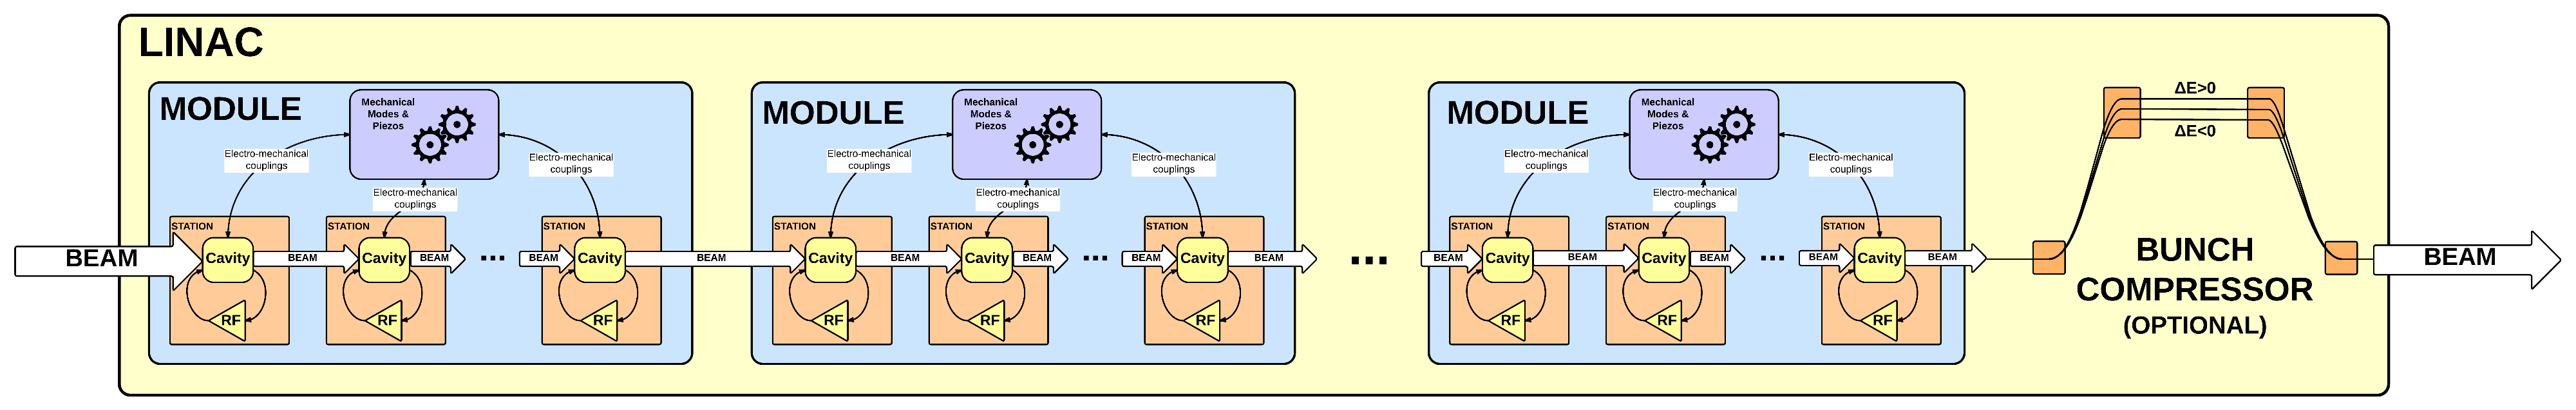 LINAC
MODULE
Mechanical
Modes &
Piezos
Electro-mechanical
couplings
Electro-mechanical
couplings
Electro-mechanical
couplings
STATION
STATION
STATION
BEAM
Cavity
BEAM
Cavity
BEAM
...
BEAM
Cavity
BEAM
RF
RF
RF
MODULE
Mechanical
Modes &
Piezos
Electro-mechanical
couplings
Electro-mechanical
couplings
Electro-mechanical
couplings
STATION
STATION
STATION
Cavity
BEAM
Cavity
BEAM
...
BEAM
Cavity
BEAM
RF
RF
RF
...
MODULE
Mechanical
Modes &
Piezos
Electro-mechanical
couplings
Electro-mechanical
couplings
Electro-mechanical
couplings
STATION
STATION
STATION
BEAM
Cavity
BEAM
Cavity
BEAM
...
BEAM
Cavity
BEAM
RF
RF
RF
ΔE>0
ΔE<0
BUNCH
COMPRESSOR
(OPTIONAL)
BEAM